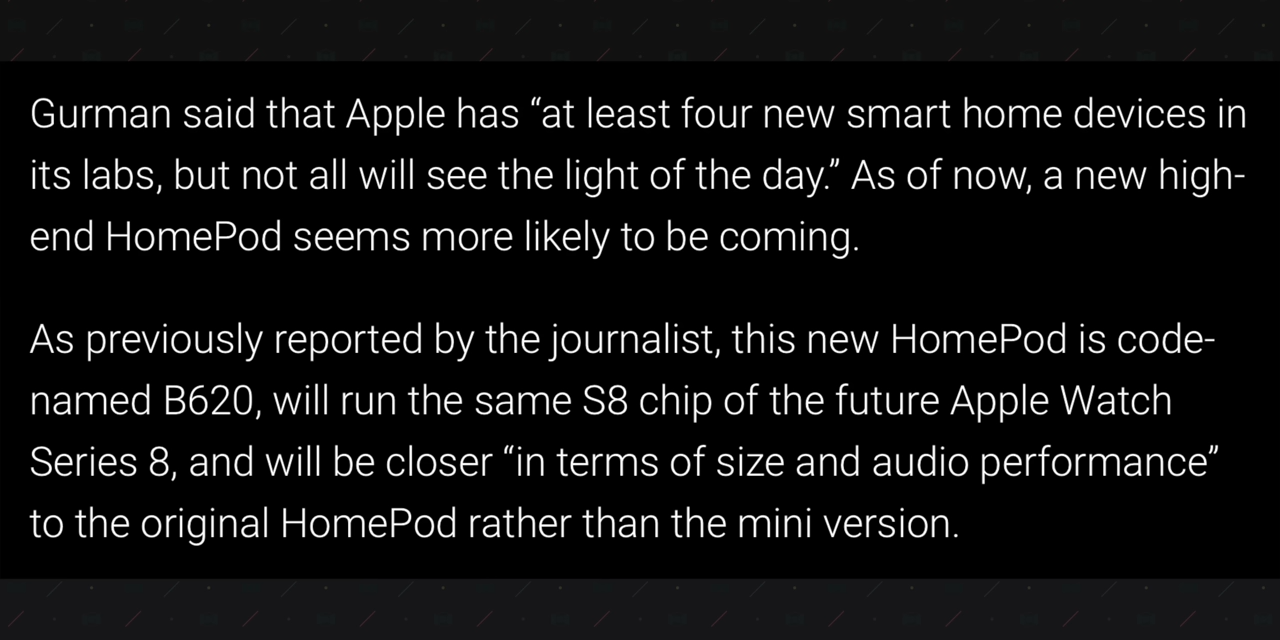 Gurman said that Apple has “at least four new smart home devices in
its labs, but not all will see the light of the day.” As of now, a new high-
end HomePod seems more likely to be coming.
As previously reported by the journalist, this new HomePod is code-
named B620, will run the same S8 chip of the future Apple Watch
Series 8, and will be closer “in terms of size and audio performance”
to the original HomePod rather than the mini version.